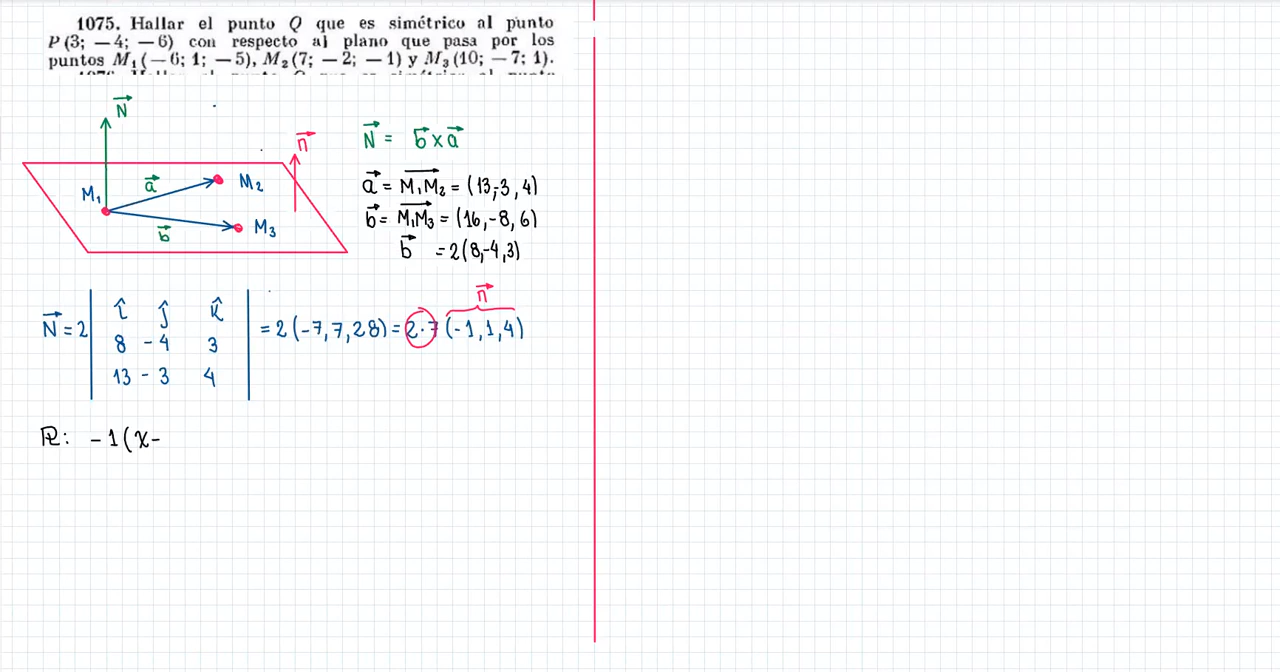 1075. Hallar el punto Q que es simétrico al punto
P(3; −4; −6) con respecto al plano que pasa por los
puntos M₁(−6; 1; −5), M₂(7; −2; −1) y M₃(10; −7; 1).
N⃗
n⃗
M₁
a⃗
M₂
b⃗
M₃
N⃗ = b⃗ x a⃗
a⃗ = M₁M₂ = (13,-3,4)
b⃗ = M₁M₃ = (16,-8,6)
b⃗ = 2(8,-4,3)
n⃗
N⃗ = 2 | î ĵ k̂ | = 2(-7,7,28) = 2·7(-1,1,4)
8 -4 3
13 -3 4
PL: -1(x-